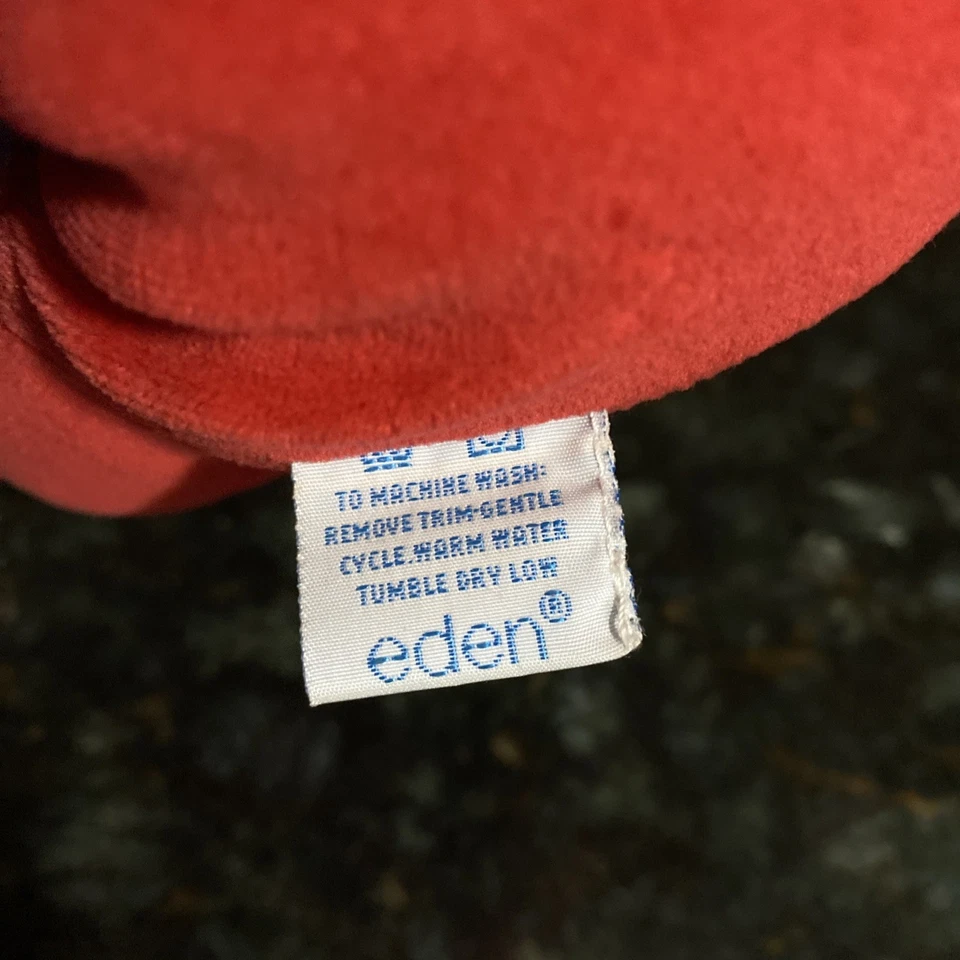 TO MACHINE WASH:
REMOVE TRIM-GENTLE
CYCLE.WARM WATER
TUMBLE DRY LOW
eden®